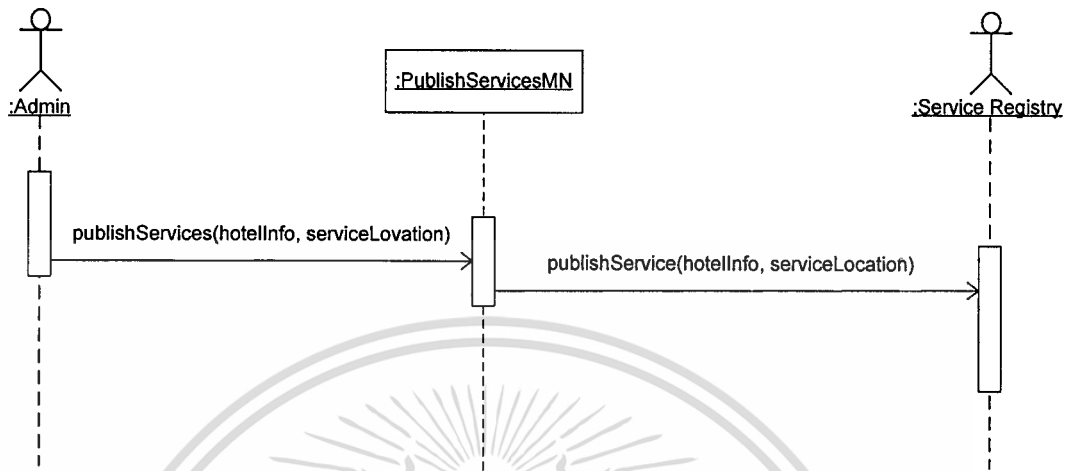 :Admin
:PublishServicesMN
:Service Registry
publishServices(hotelInfo, serviceLovation)
publishService(hotelInfo, serviceLocation)